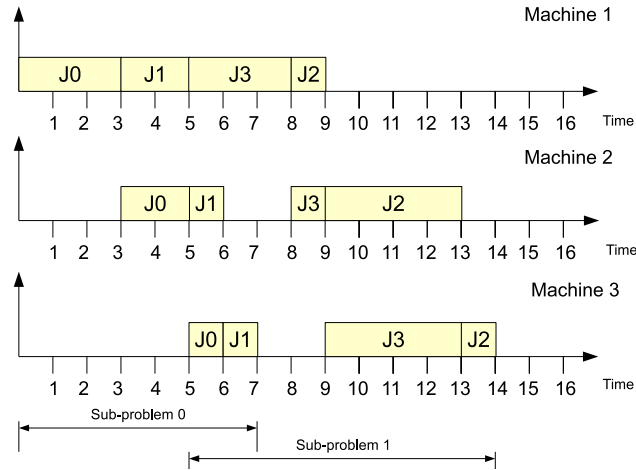 Machine 1
J0 J1 J3 J2
1 2 3 4 5 6 7 8 9 10 11 12 13 14 15 16 Time
Machine 2
J0 J1 J3 J2
1 2 3 4 5 6 7 8 9 10 11 12 13 14 15 16 Time
Machine 3
J0 J1 J3 J2
1 2 3 4 5 6 7 8 9 10 11 12 13 14 15 16 Time
Sub-problem 0
Sub-problem 1